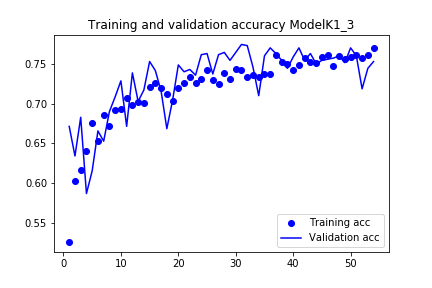 Training and validation accuracy ModelK1_3
0.75
0.70
0.65
0.60
0.55
Training acc
Validation acc
0 10 20 30 40 50